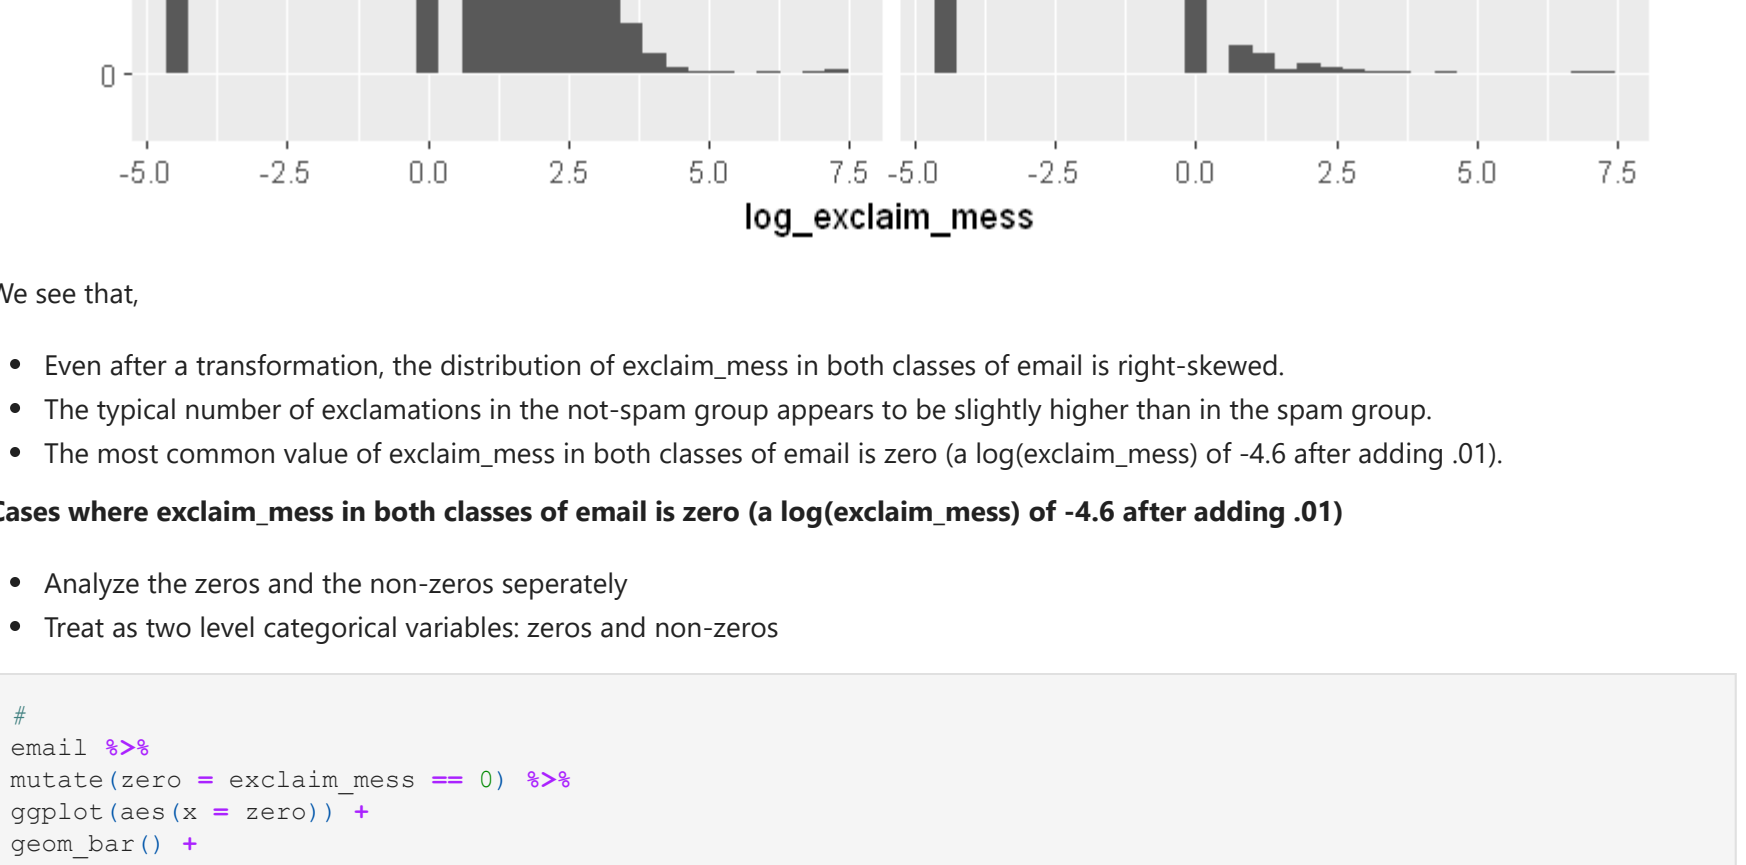 0
-5.0 -2.5 0.0 2.5 5.0 7.5 -5.0 -2.5 0.0 2.5 5.0 7.5
log_exclaim_mess
We see that,
Even after a transformation, the distribution of exclaim_mess in both classes of email is right-skewed.
The typical number of exclamations in the not-spam group appears to be slightly higher than in the spam group.
The most common value of exclaim_mess in both classes of email is zero (a log(exclaim_mess) of -4.6 after adding .01).
Cases where exclaim_mess in both classes of email is zero (a log(exclaim_mess) of -4.6 after adding .01)
Analyze the zeros and the non-zeros seperately
Treat as two level categorical variables: zeros and non-zeros
#
email %>%
mutate(zero = exclaim_mess == 0) %>%
ggplot(aes(x = zero)) +
geom_bar() +